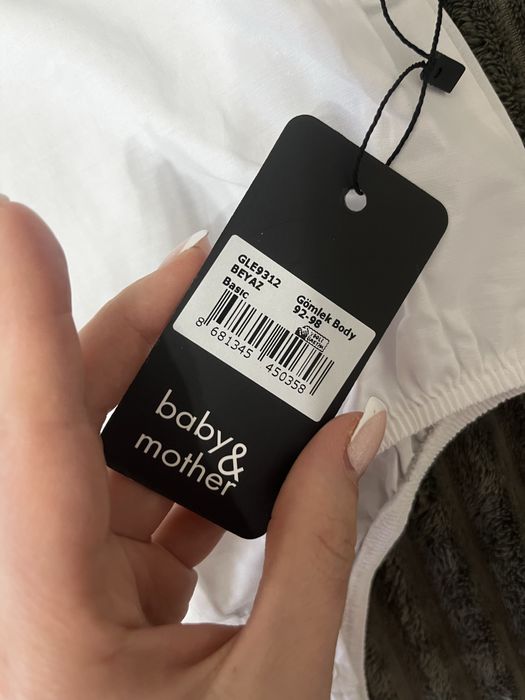 GLE9312
BEYAZ
Basic
Gömlek Body
92-98
8 681345 450358
baby&
mother